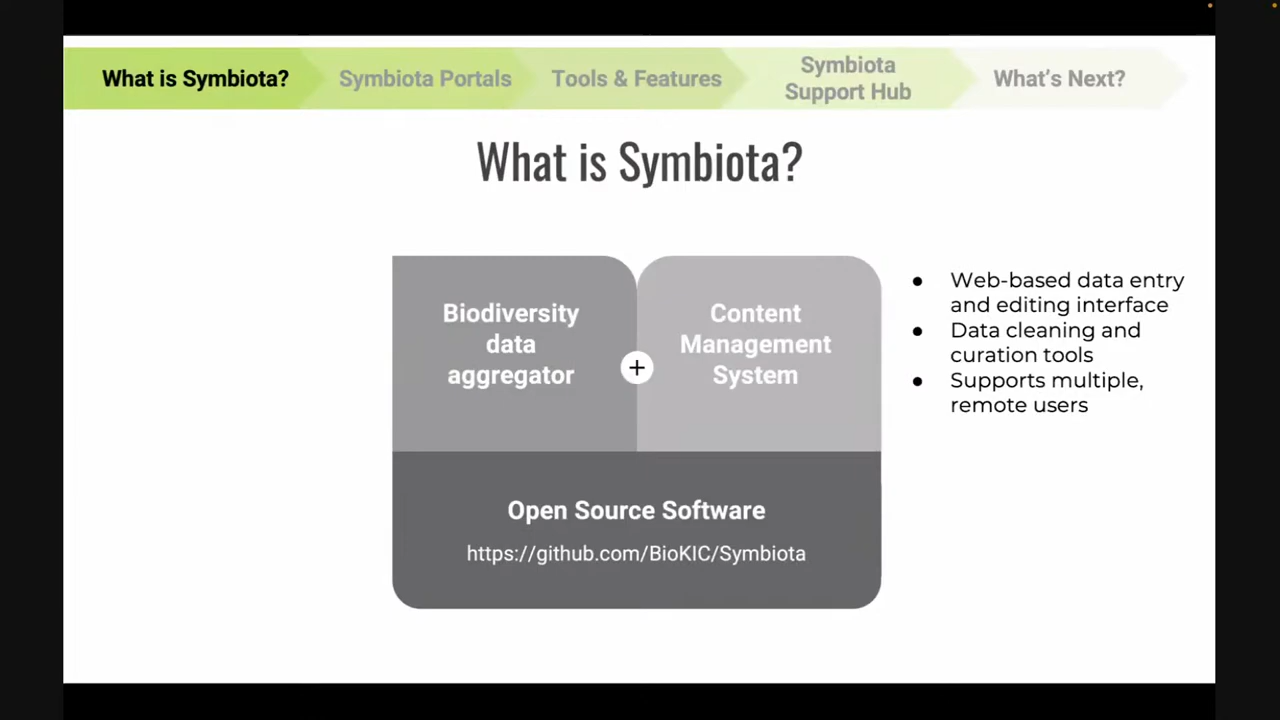 What is Symbiota?
Symbiota Portals
Tools & Features
Symbiota
Support Hub
What's Next?
What is Symbiota?
Biodiversity
data
aggregator
+
Content
Management
System
● Web-based data entry
and editing interface
● Data cleaning and
curation tools
● Supports multiple,
remote users
Open Source Software
https://github.com/BioKIC/Symbiota